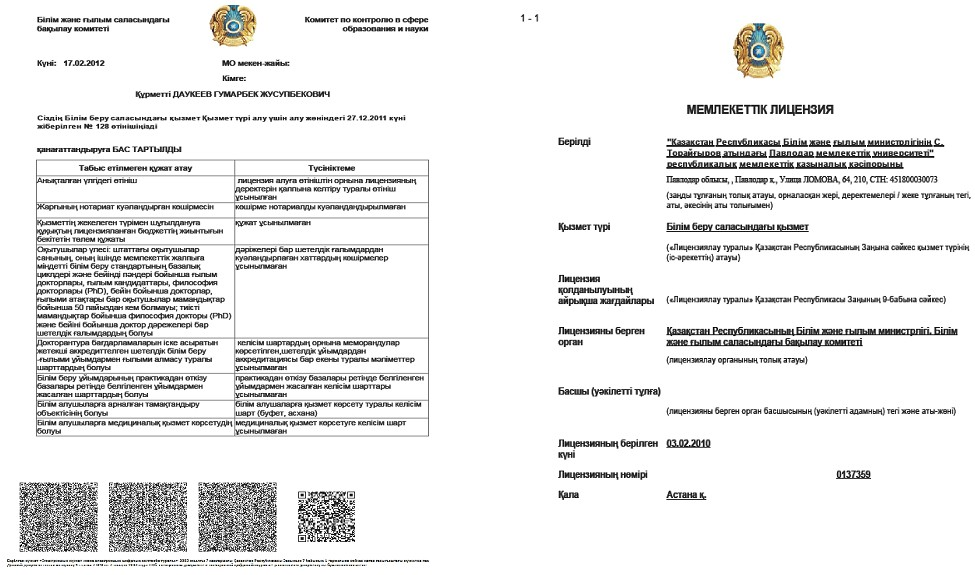 Білім және ғылым саласындағы
бақылау комитеті
Комитет по контролю в сфере
образования и науки
Күні: 17.02.2012
МО мекен-жайы:
Кімге:
Құрметті ДАУКЕЕВ ГУМАРБЕК ЖУСУПБЕКОВИЧ
Сіздің Білім беру саласындағы қызмет Қызмет түрі алу үшін алу жөніндегі 27.12.2011 күні
жіберілген № 128 өтінішіңізді
қанағаттандыруға БАС ТАРТЫЛДЫ
Табыс етілмеген құжат атау
Түсініктеме
Анықталған үлгідегі өтініш
лицензия алуға өтініштің орнына лицензияның
деректерін қалпына келтіру туралы өтініш
ұсынылған
Жарғының нотариат куәландырған көшірмесін
көшірме нотариалды куәландандырылмаған
Қызметтің жекелеген түрімен шұғылдануға
құқықтың лицензияланған бюджеттің жиынтығын
бекітетін төлем құжаты
құжат ұсынылмаған
Оқытушылар үлесі: штаттағы оқытушылар
санының, оның ішінде мемлекеттік жалпыға
міндетті білім беру стандартының базалық
циклдері және бейінді пәндері бойынша ғылым
докторлары, ғылым кандидаттары, философия
докторлары (PhD), бейін бойынша докторлар,
ғылыми атақтары бар оқытушылар мамандықтар
бойынша 50 пайыздан кем болмауы; тиісті
мамандықтар бойынша философия докторы (PhD)
және бейіні бойынша доктор дәрежелері бар
шетелдік ғалымдардың болуы
дәрежелері бар шетелдік ғалымдардан
куәландырлаған хаттардың көшірмелер
ұсынылмаған
Докторантура бағдарламаларын іске асыратын
жетекші аккредиттелген шетелдік білім беру
-ғылыми ұйымымен ғылыми алмасу туралы
шарттардың болуы
келісім шартардың орнына меморандулар
көрсетілген,шетелдік ұйымдардан
аккредитациясы бар екены туралы мәліметтер
ұсынылмаған
Білім беру ұйымдарының практикадан өткізу
базалары ретінде белгіленген ұйымдармен
жасалған шарттардың болуы
практикадан өткізу базалары ретінде белгіленген
ұйымдармен жасалған келісім шарттары
ұсынылмаған
Білім алушыларға арналған тамақтандыру
объектісінің болуы
білім алушаларға қызмет көрсету туралы келісім
шарт (буфет, асхана)
Білім алушыларға медициналық қызмет көрсетудің
болуы
медициналық қызмет көрсетуге келісім шарт
ұсынылмаған
1 - 1
МЕМЛЕКЕТТІК ЛИЦЕНЗИЯ
Берілді
"Қазақстан Республикасы Білім және ғылым министрлігінің С.
Торайғыров атындағы Павлодар мемлекеттік университеті"
республикалық мемлекеттік қазыналық кәсіпорыны
Павлодар облысы, , Павлодар қ., Улица ЛОМОВА, 64, 210, СТН: 451800030073
(заңды тұлғаның толық атауы, орналасқан жері, деректемелері / жеке тұлғаның тегі,
аты, әкесінің аты толығымен)
Қызмет түрі
Білім беру саласындағы қызмет
(«Лицензиялау туралы» Қазақстан Республикасының Заңына сәйкес қызмет түрінің
(іс-әрекеттің) атауы)
Лицензия
қолданылуының
айрықша жағдайлары
(«Лицензиялау туралы» Қазақстан Республикасы Заңының 9-бабына сәйкес)
Лицензияны берген
орган
Қазақстан Республикасының Білім және ғылым министрлігі. Білім
және ғылым саласындағы бақылау комитеті
(лицензиялау органының толық атауы)
Басшы (уәкілетті тұлға)
(лицензияны берген орган басшысының (уәкілетті адамның) тегі және аты-жөні)
Лицензияның берілген
күні
03.02.2010
Лицензияның нөмірі
0137359
Қала
Астана қ.